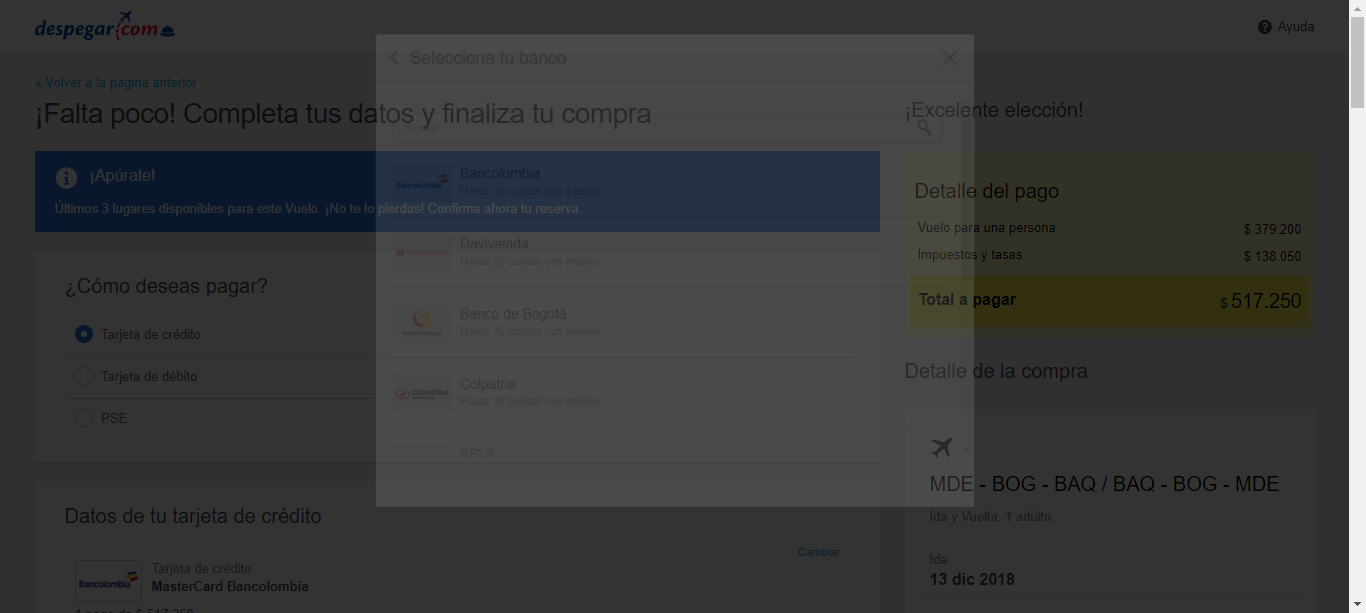 despegar.com
Ayuda
« Volver a la página anterior
¡Falta poco! Completa tus datos y finaliza tu compra
¡Apúrate!
Últimos 3 lugares disponibles para este Vuelo. ¡No te lo pierdas! Confirma ahora tu reserva.
¿Cómo deseas pagar?
Tarjeta de crédito
Tarjeta de débito
PSE
Datos de tu tarjeta de crédito
Cambiar
Bancolombia
Tarjeta de crédito
MasterCard Bancolombia
1 pago de $ 517.250
Selecciona tu banco
Bancolombia
Bancolombia
Hasta 36 cuotas con interés
Davivienda
Hasta 36 cuotas con interés
Banco de Bogotá
Hasta 36 cuotas con interés
COLPATRIA
Colpatria
Hasta 36 cuotas con interés
BBVA
¡Excelente elección!
Detalle del pago
Vuelo para una persona $ 379.200
Impuestos y tasas $ 138.050
Total a pagar $ 517.250
Detalle de la compra
MDE - BOG - BAQ / BAQ - BOG - MDE
Ida y Vuelta, 1 adulto
Ida
13 dic 2018